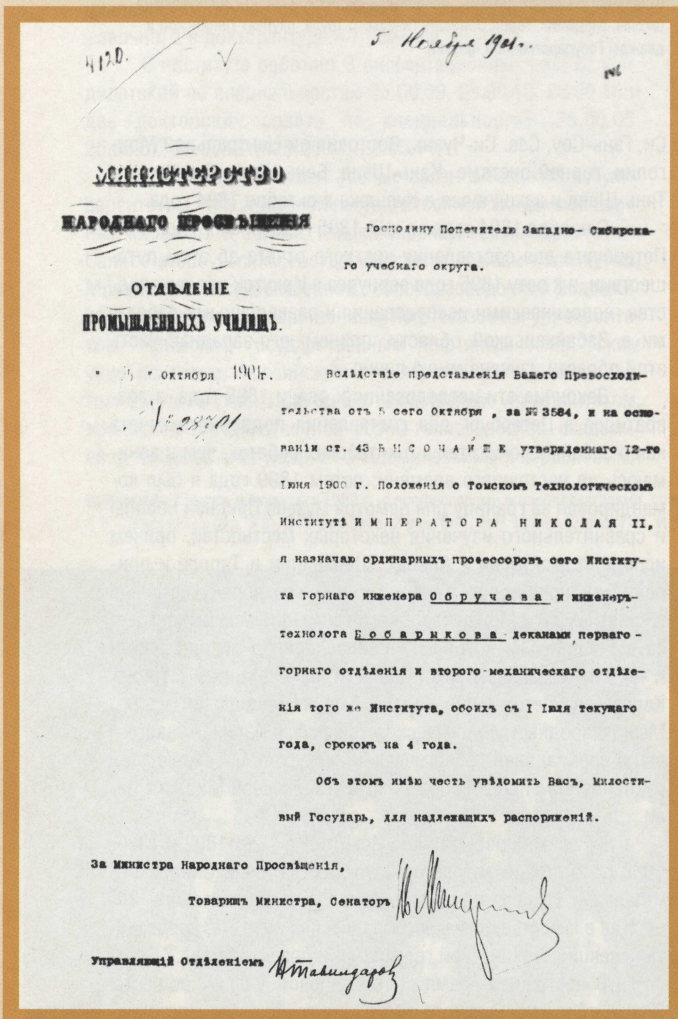 5 Ноября 1901 г.
4120.
МИНИСТЕРСТВО
НАРОДНАГО ПРОСВѢЩЕНІЯ
Господину Попечителю Западно-Сибирска-
го учебнаго округа.
ОТДѢЛЕНІЕ
ПРОМЫШЛЕННЫХЪ УЧИЛИЩЪ.
Октября 1901 г.
№ 28701
Вслѣдствіе представленія Вашего Превосходи-
тельства отъ 5 сего Октября, за № 3584, и на осно-
ваніи ст. 43 ВЫСОЧАЙШЕ утвержденнаго 12-го
Іюня 1900 г. Положенія о Томскомъ Технологическомъ
Институтѣ ИМПЕРАТОРА НИКОЛАЯ II,
я назначаю ординарныхъ профессоровъ сего Институ-
та горнаго инженера Обручева и инженеръ-
технолога Бобарыкова деканами перваго-
горнаго отдѣленія и второго-механическаго отдѣле-
нія того же Института, обоихъ съ I Іюля текущаго
года, срокомъ на 4 года.
Объ этомъ имѣю честь увѣдомить Васъ, Милости-
вый Государь, для надлежащихъ распоряженій.
За Министра Народнаго Просвѣщенія,
Товарищъ Министра, Сенаторъ
Управляющій Отдѣленіемъ